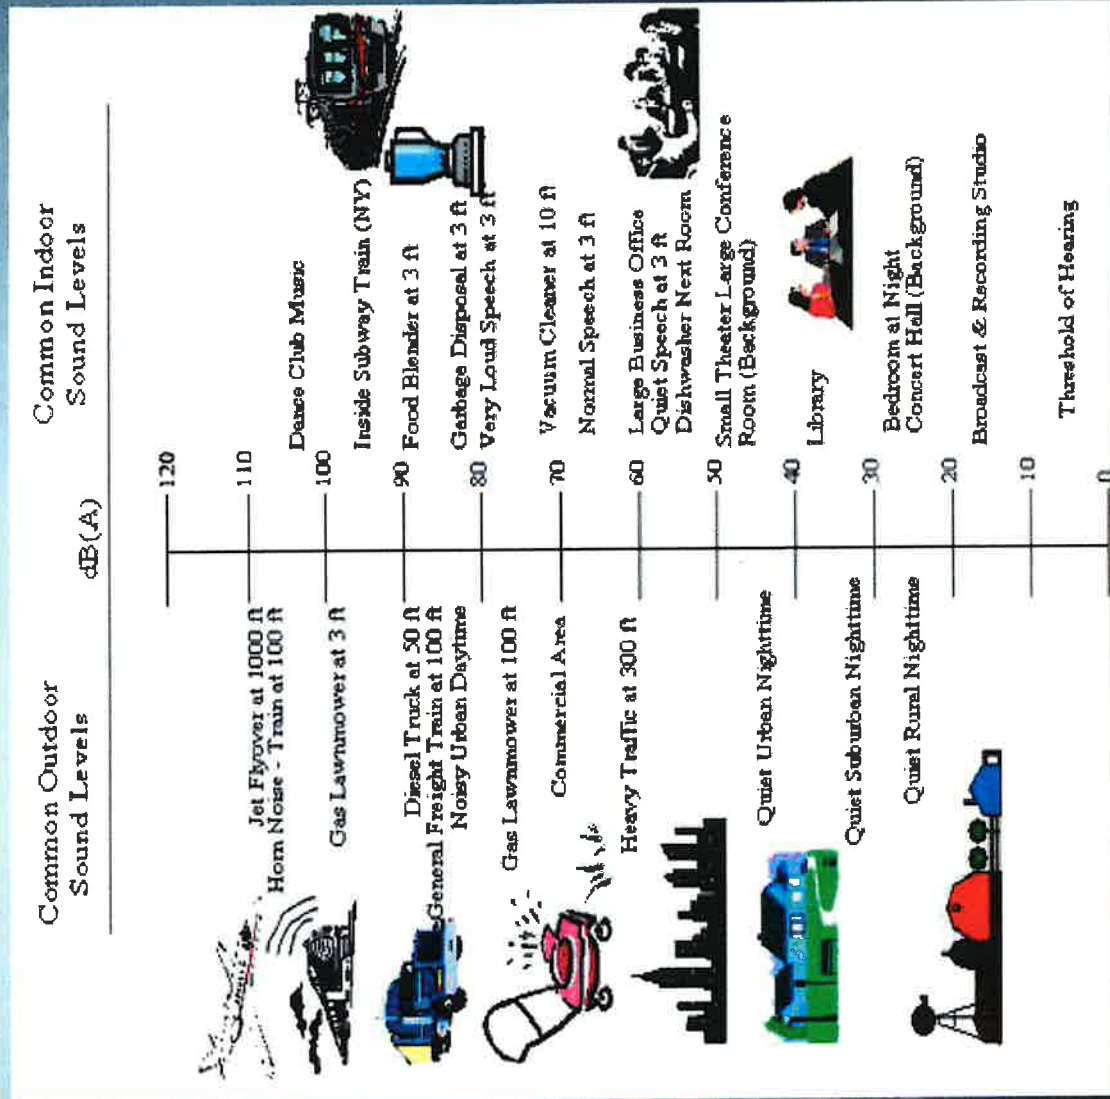 Common Outdoor
Sound Levels
dB(A)
Common Indoor
Sound Levels
120
110
100
90
80
70
60
50
40
30
20
10
0
Jet Flyover at 1000 ft
Horn Noise - Train at 100 ft
Gas Lawnmower at 3 ft
Diesel Truck at 50 ft
General Freight Train at 100 ft
Noisy Urban Daytime
Gas Lawnmower at 100 ft
Commercial Area
Heavy Traffic at 300 ft
Quiet Urban Nighttime
Quiet Suburban Nighttime
Quiet Rural Nighttime
Dance Club Music
Inside Subway Train (NY)
Food Blender at 3 ft
Garbage Disposal at 3 ft
Very Loud Speech at 3 ft
Vacuum Cleaner at 10 ft
Normal Speech at 3 ft
Large Business Office
Quiet Speech at 3 ft
Dishwasher Next Room
Small Theater Large Conference
Room (Background)
Library
Bedroom at Night
Concert Hall (Background)
Broadcast & Recording Studio
Threshold of Hearing